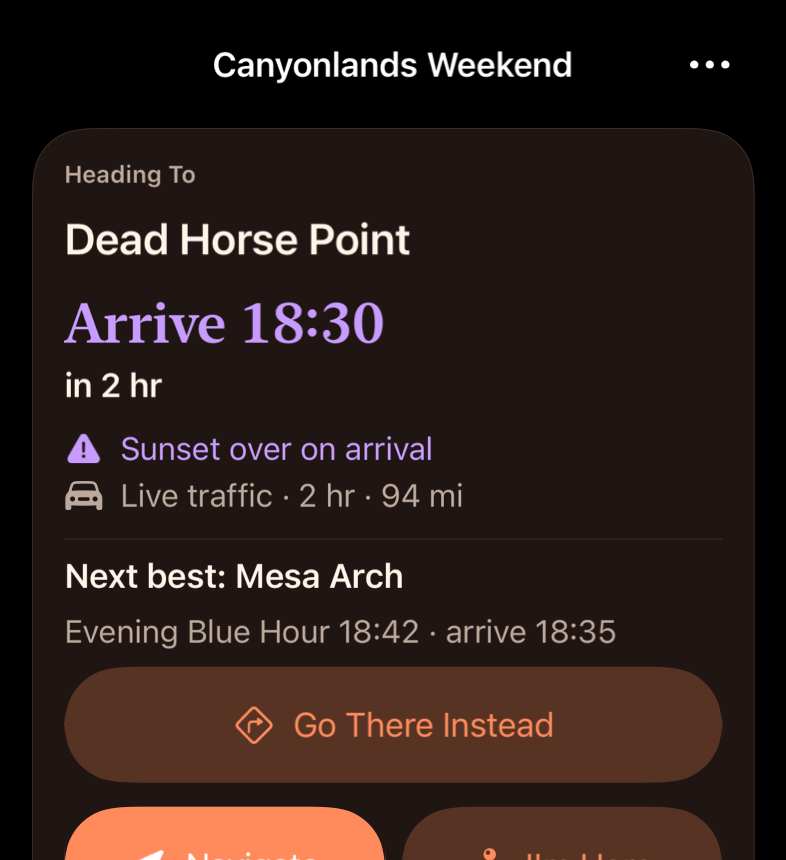 Canyonlands Weekend
Heading To
Dead Horse Point
Arrive 18:30
in 2 hr
Sunset over on arrival
Live traffic · 2 hr · 94 mi
Next best: Mesa Arch
Evening Blue Hour 18:42 · arrive 18:35
Go There Instead
Navigate